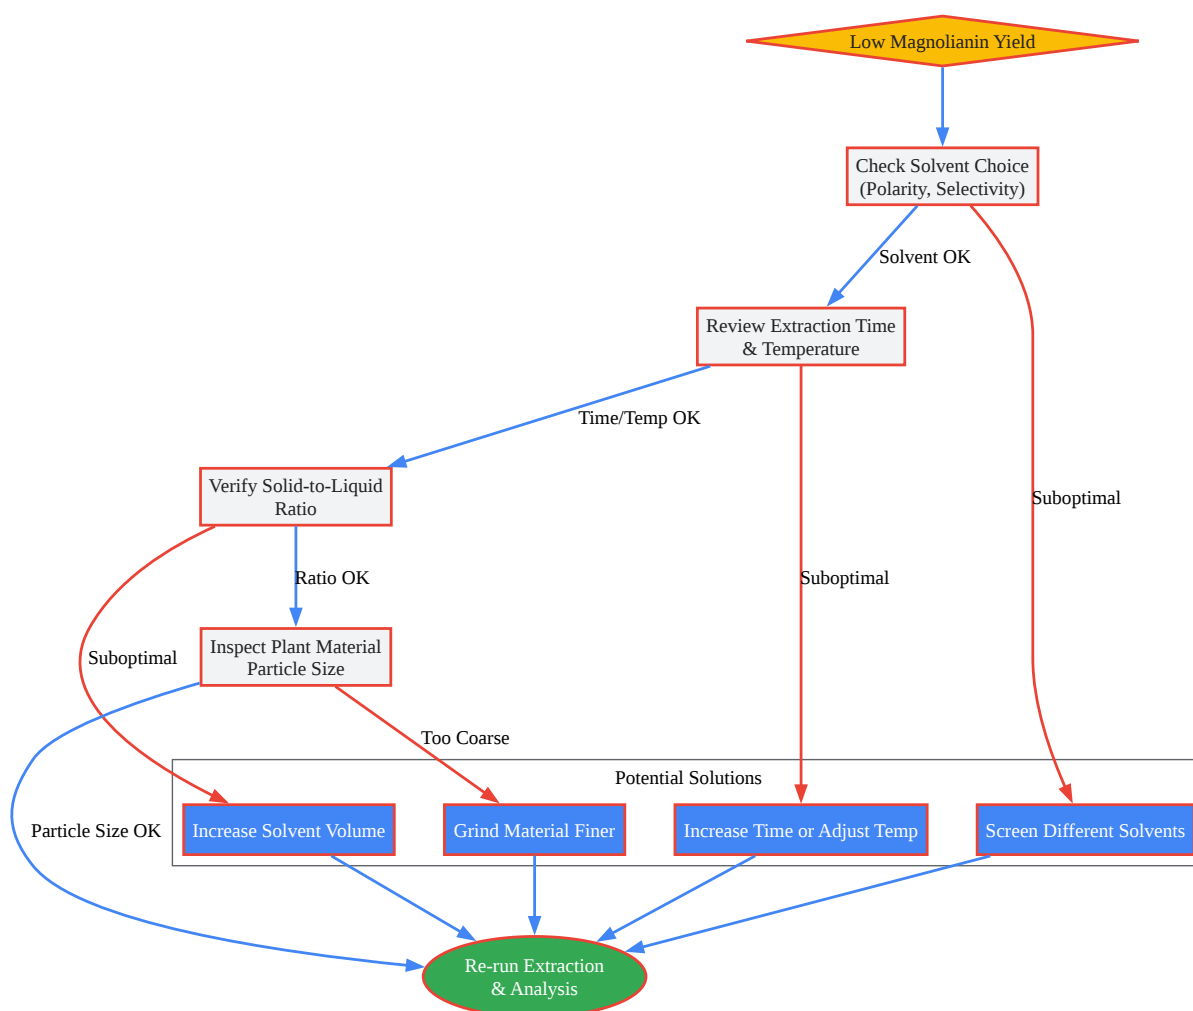 Low Magnolianin Yield
Check Solvent Choice
(Polarity, Selectivity)
Solvent OK
Review Extraction Time
& Temperature
Time/Temp OK
Verify Solid-to-Liquid
Ratio
Suboptimal
Ratio OK
Suboptimal
Inspect Plant Material
Particle Size
Suboptimal
Too Coarse
Potential Solutions
Particle Size OK
Increase Solvent Volume
Grind Material Finer
Increase Time or Adjust Temp
Screen Different Solvents
Re-run Extraction
& Analysis